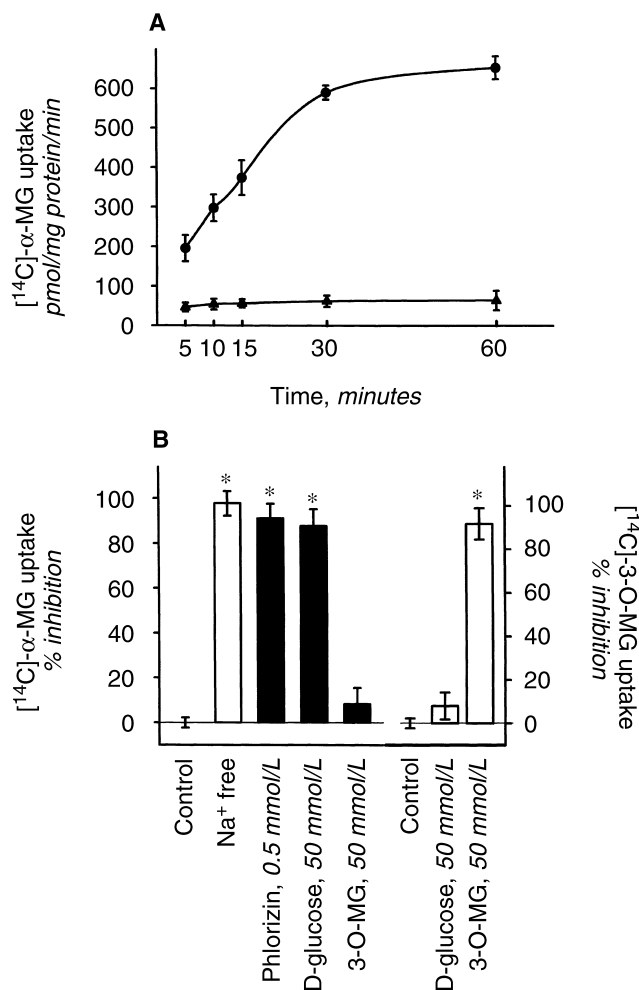 A
[14C]-α-MG uptake
pmol/mg protein/min
600
500
400
300
200
100
0
5 10 15 30 60
Time, minutes
B
[14C]-α-MG uptake
% inhibition
100
80
60
40
20
0
* * * *
100
80
60
40
20
0
[14C]-3-O-MG uptake
% inhibition
Control
Na+ free
Phlorizin, 0.5 mmol/L
D-glucose, 50 mmol/L
3-O-MG, 50 mmol/L
Control
D-glucose, 50 mmol/L
3-O-MG, 50 mmol/L